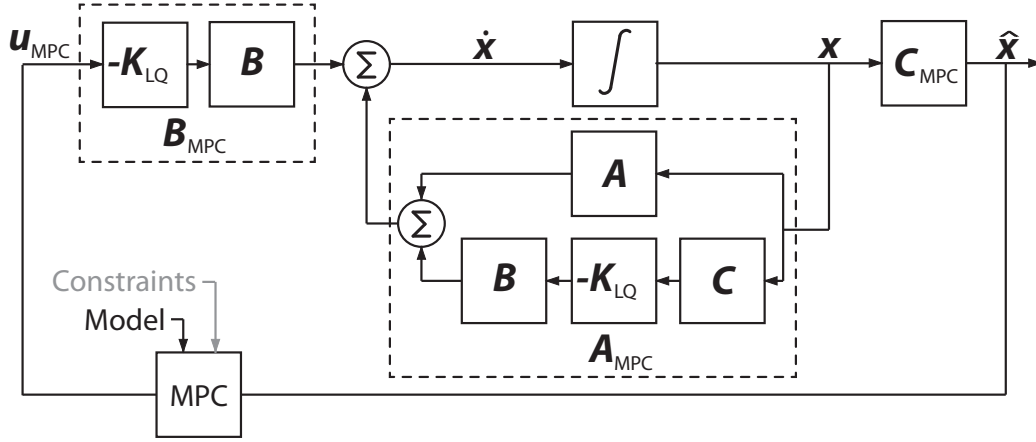 u_MPC
-K_LQ
B
Σ
ẋ
∫
x
C_MPC
x̂
B_MPC
A
Σ
B
-K_LQ
C
A_MPC
Constraints
Model
MPC